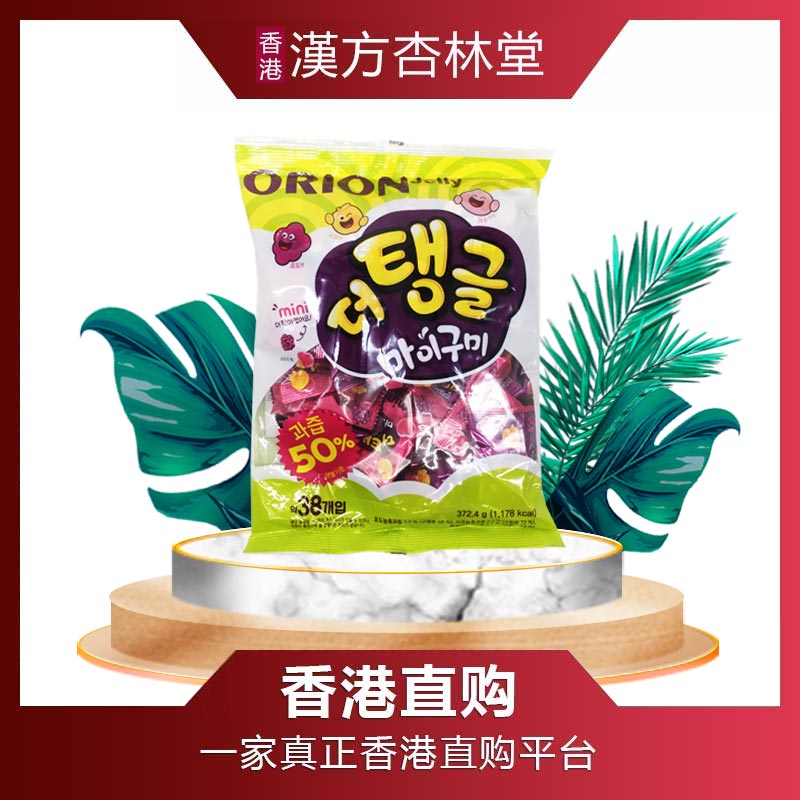 香港 漢方杏林堂
ORION Jelly
mini
더 탱글
마이구미
과즙
50%
약38개입
372.4 g (1,178 kcal)
香港直购
一家真正香港直购平台